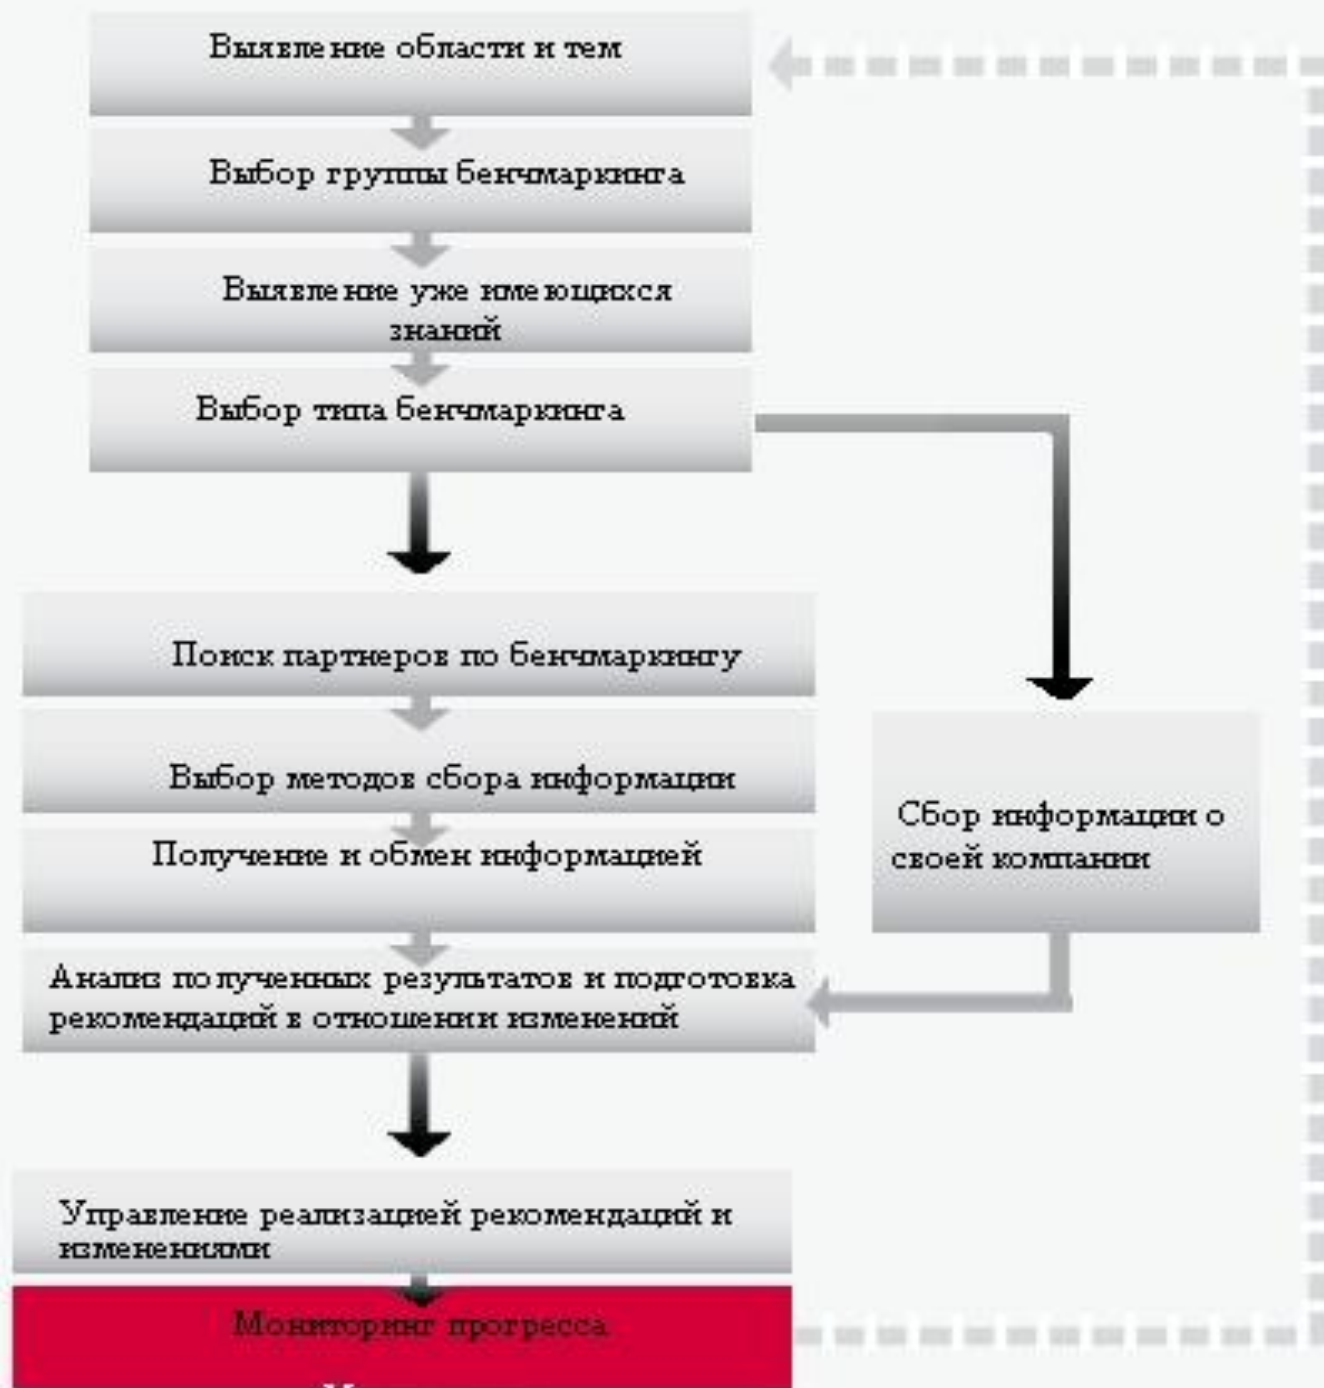 Выявление области и тем
Выбор группы бенчмаркинга
Выявление уже имеющихся
знаний
Выбор типа бенчмаркинга
Поиск партнеров по бенчмаркингу
Выбор методов сбора информации
Получение и обмен информацией
Сбор информации о
своей компании
Анализ полученных результатов и подготовка
рекомендаций в отношении изменений
Управление реализацией рекомендаций и
изменениями
Мониторинг прогресса